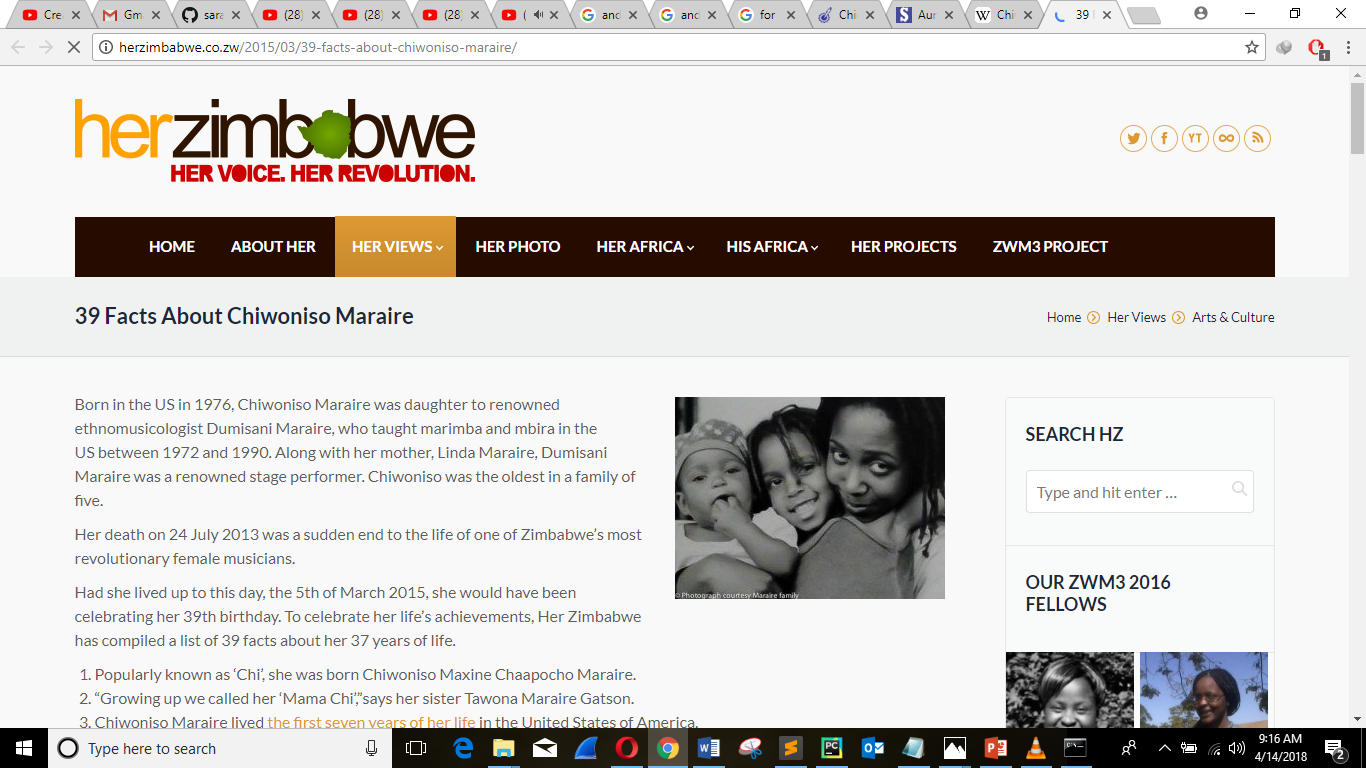 Cre
Gm
sara
(28)
(28)
(28)
(
and
and
for
Chi
Aur
Chi
39
herzimbabwe.co.zw/2015/03/39-facts-about-chiwoniso-maraire/
1
herzimbabwe
HER VOICE. HER REVOLUTION.
YT
HOME ABOUT HER HER VIEWS HER PHOTO HER AFRICA HIS AFRICA HER PROJECTS ZWM3 PROJECT
39 Facts About Chiwoniso Maraire
Home Her Views Arts & Culture
Born in the US in 1976, Chiwoniso Maraire was daughter to renowned
ethnomusicologist Dumisani Maraire, who taught marimba and mbira in the
US between 1972 and 1990. Along with her mother, Linda Maraire, Dumisani
Maraire was a renowned stage performer. Chiwoniso was the oldest in a family of
five.
Her death on 24 July 2013 was a sudden end to the life of one of Zimbabwe's most
revolutionary female musicians.
Had she lived up to this day, the 5th of March 2015, she would have been
celebrating her 39th birthday. To celebrate her life's achievements, Her Zimbabwe
has compiled a list of 39 facts about her 37 years of life.
1. Popularly known as ‘Chi’, she was born Chiwoniso Maxine Chaapocho Maraire.
2. “Growing up we called her ‘Mama Chi’,”says her sister Tawona Maraire Gatson.
3. Chiwoniso Maraire lived the first seven years of her life in the United States of America.
© Photograph courtesy Maraire family
SEARCH HZ
Type and hit enter …
OUR ZWM3 2016
FELLOWS
Type here to search
9:16 AM
4/14/2018
2